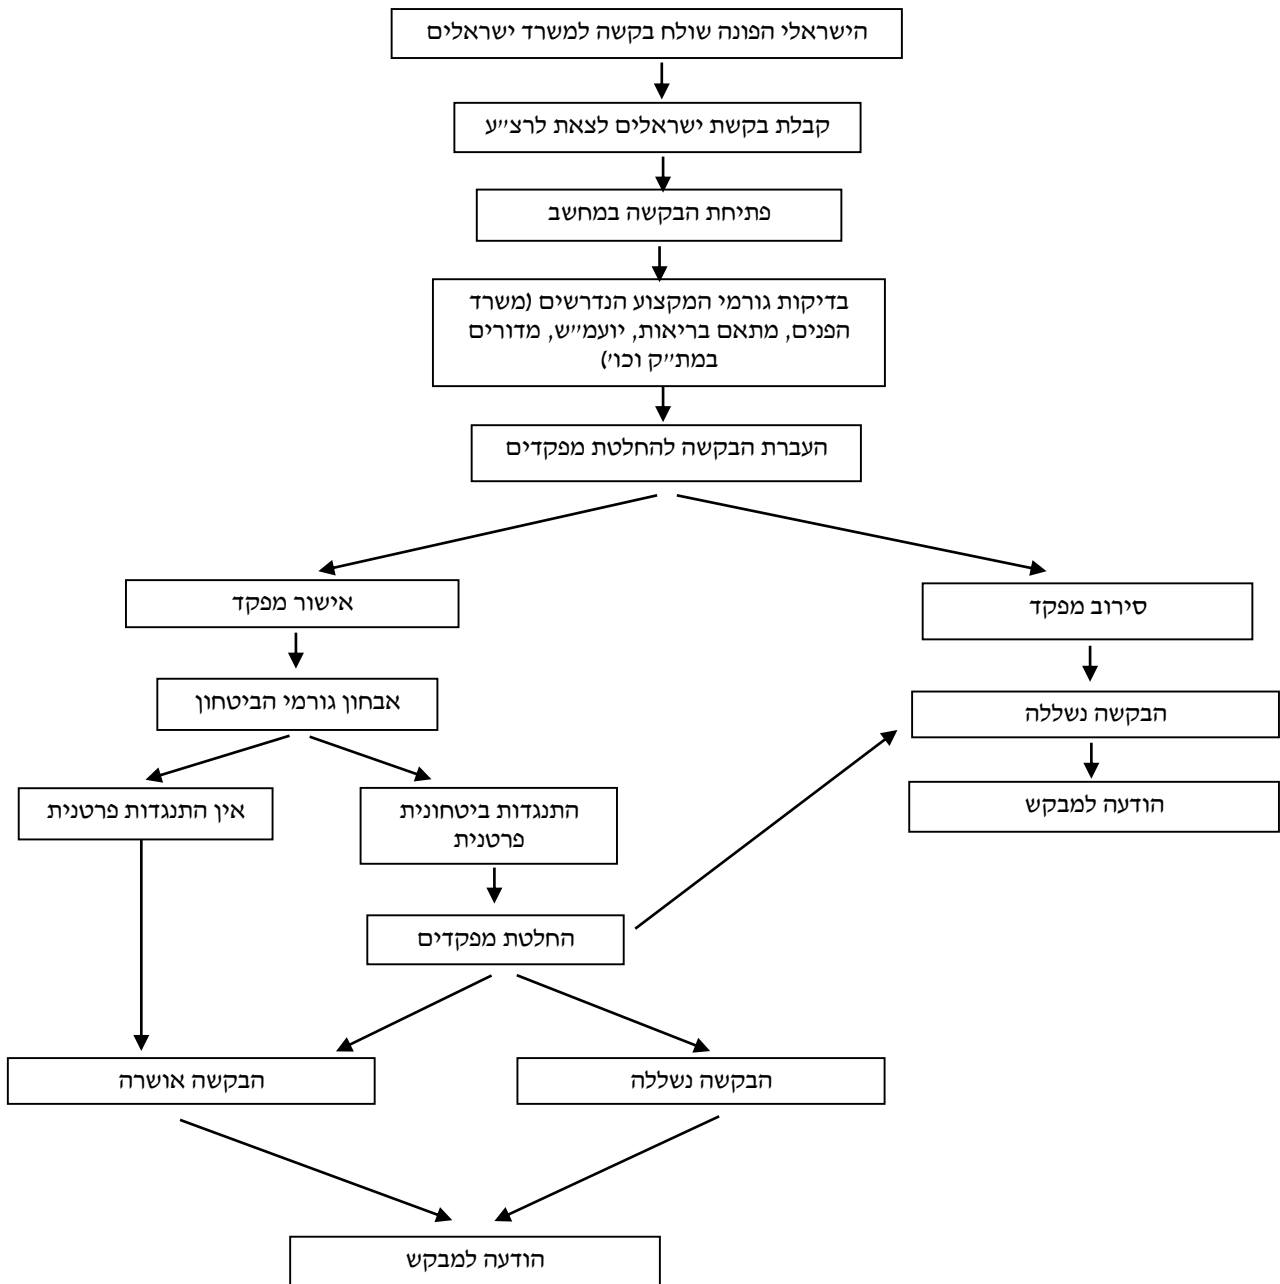 הישראלי הפונה שולח בקשה למשרד ישראלים
קבלת בקשת ישראלים לצאת לרצ״ע
פתיחת הבקשה במחשב
בדיקות גורמי המקצוע הנדרשים (משרד
הפנים, מתאם בריאות, יועמ״ש, מדורים
במת״ק וכו׳)
העברת הבקשה להחלטת מפקדים
סירוב מפקד
אישור מפקד
אבחון גורמי הביטחון
הבקשה נשללה
הודעה למבקש
התנגדות ביטחונית
פרטנית
אין התנגדות פרטנית
החלטת מפקדים
הבקשה נשללה
הבקשה אושרה
הודעה למבקש